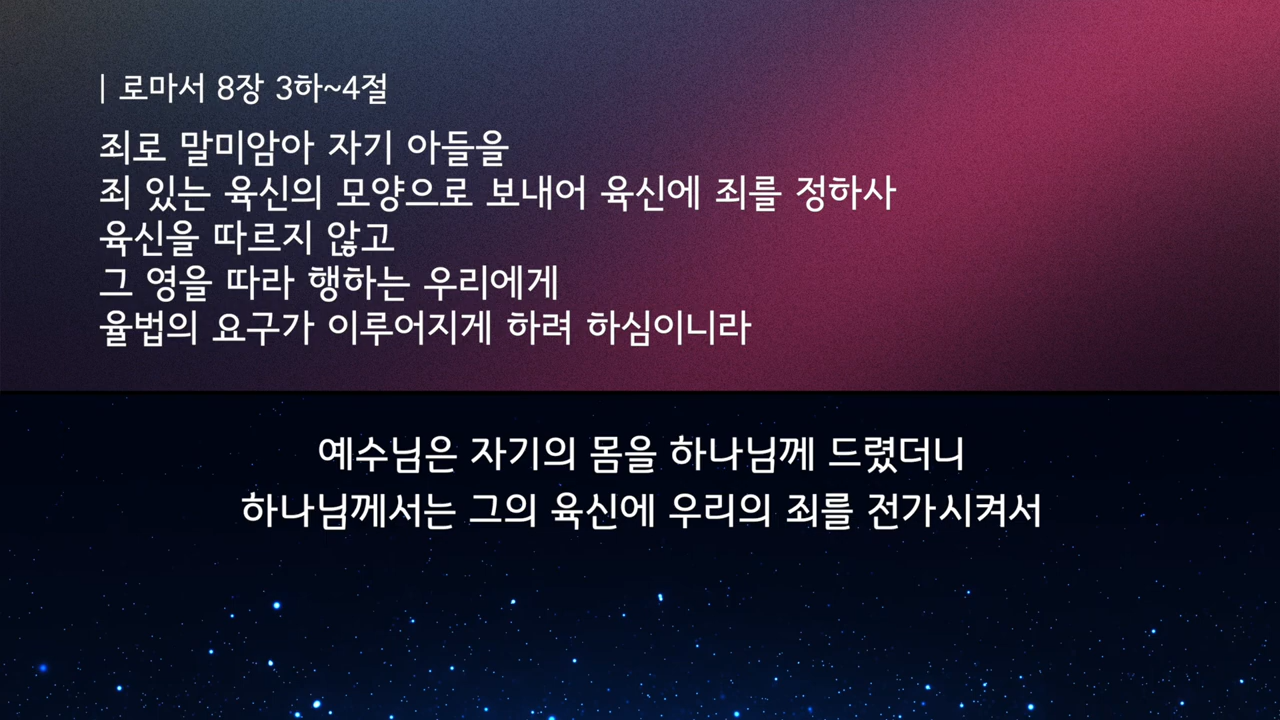 | 로마서 8장 3하~4절
죄로 말미암아 자기 아들을
죄 있는 육신의 모양으로 보내어 육신에 죄를 정하사
육신을 따르지 않고
그 영을 따라 행하는 우리에게
율법의 요구가 이루어지게 하려 하심이니라
예수님은 자기의 몸을 하나님께 드렸더니
하나님께서는 그의 육신에 우리의 죄를 전가시켜서